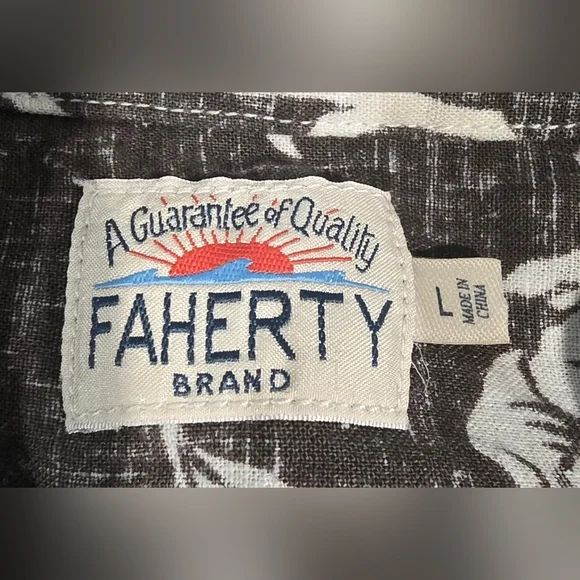 A Guarantee of Quality
FAHERTY
BRAND
L
MADE IN
CHINA